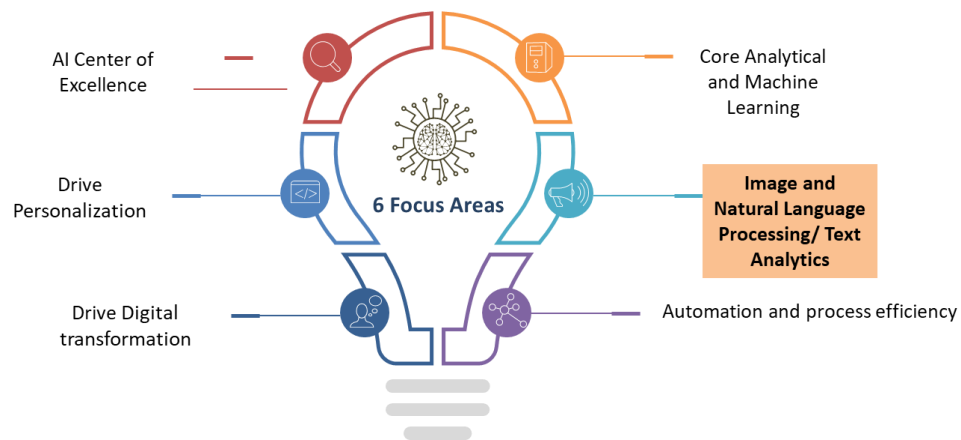 AI Center of
Excellence
Core Analytical
and Machine
Learning
Drive
Personalization
6 Focus Areas
Image and
Natural Language
Processing/ Text
Analytics
Drive Digital
transformation
Automation and process efficiency